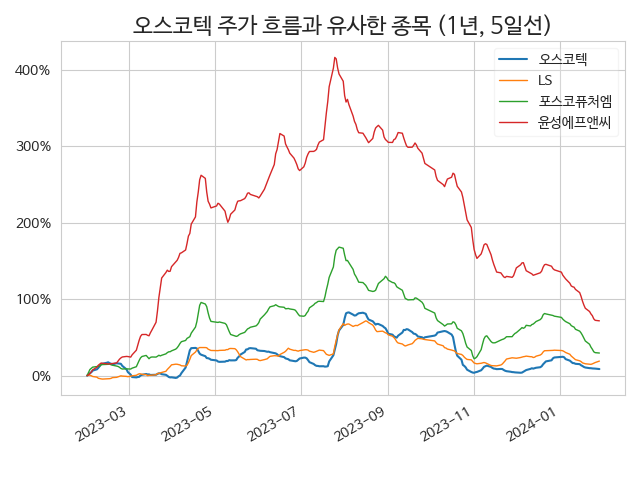 오스코텍 주가 흐름과 유사한 종목 (1년, 5일선)
400%
300%
200%
100%
0%
오스코텍
LS
포스코퓨처엠
윤성에프앤씨
2023-03
2023-05
2023-07
2023-09
2023-11
2024-01